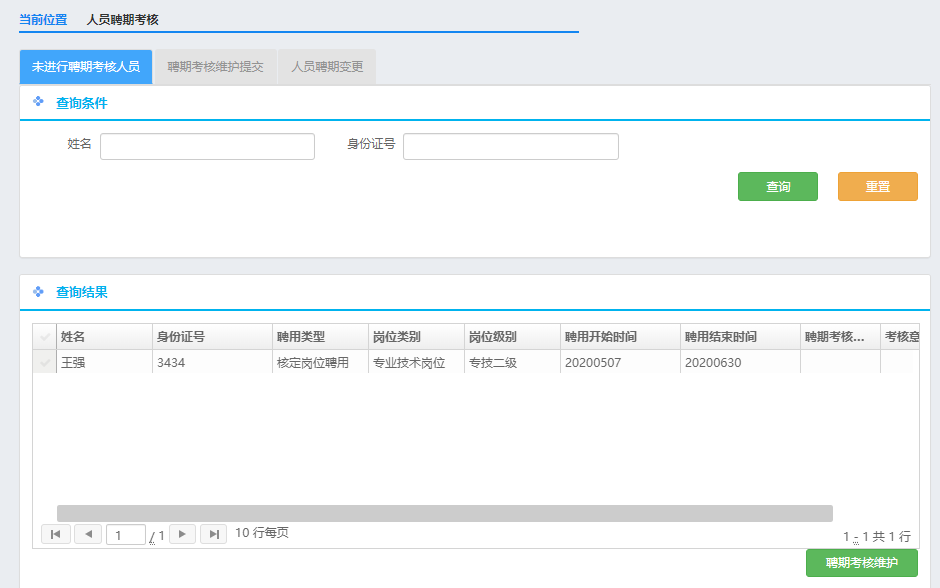 当前位置 人员聘期考核
未进行聘期考核人员 聘期考核维护提交 人员聘期变更
查询条件
姓名 身份证号
查询 重置
查询结果
姓名 身份证号 聘用类型 岗位类别 岗位级别 聘用开始时间 聘用结束时间 聘期考核... 考核意
王强 3434 核定岗位聘用 专业技术岗位 专技二级 20200507 20200630
1 / 1 10 行每页 1 - 1 共 1 行
聘期考核维护